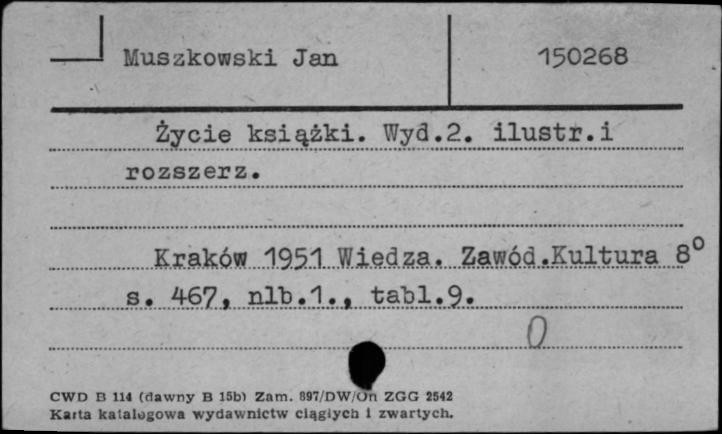 Muszkowski Jan 150268
Życie książki. Wyd.2. ilustr.i
rozszerz.
Kraków 1951 Wiedza. Zawód.Kultura 8º
s. 467, nlb.1., tabl.9.
0
CWD B 114 (dawny B 15b) Zam. 897/DW/On ZGG 2542
Karta katalogowa wydawnictw ciągłych i zwartych.